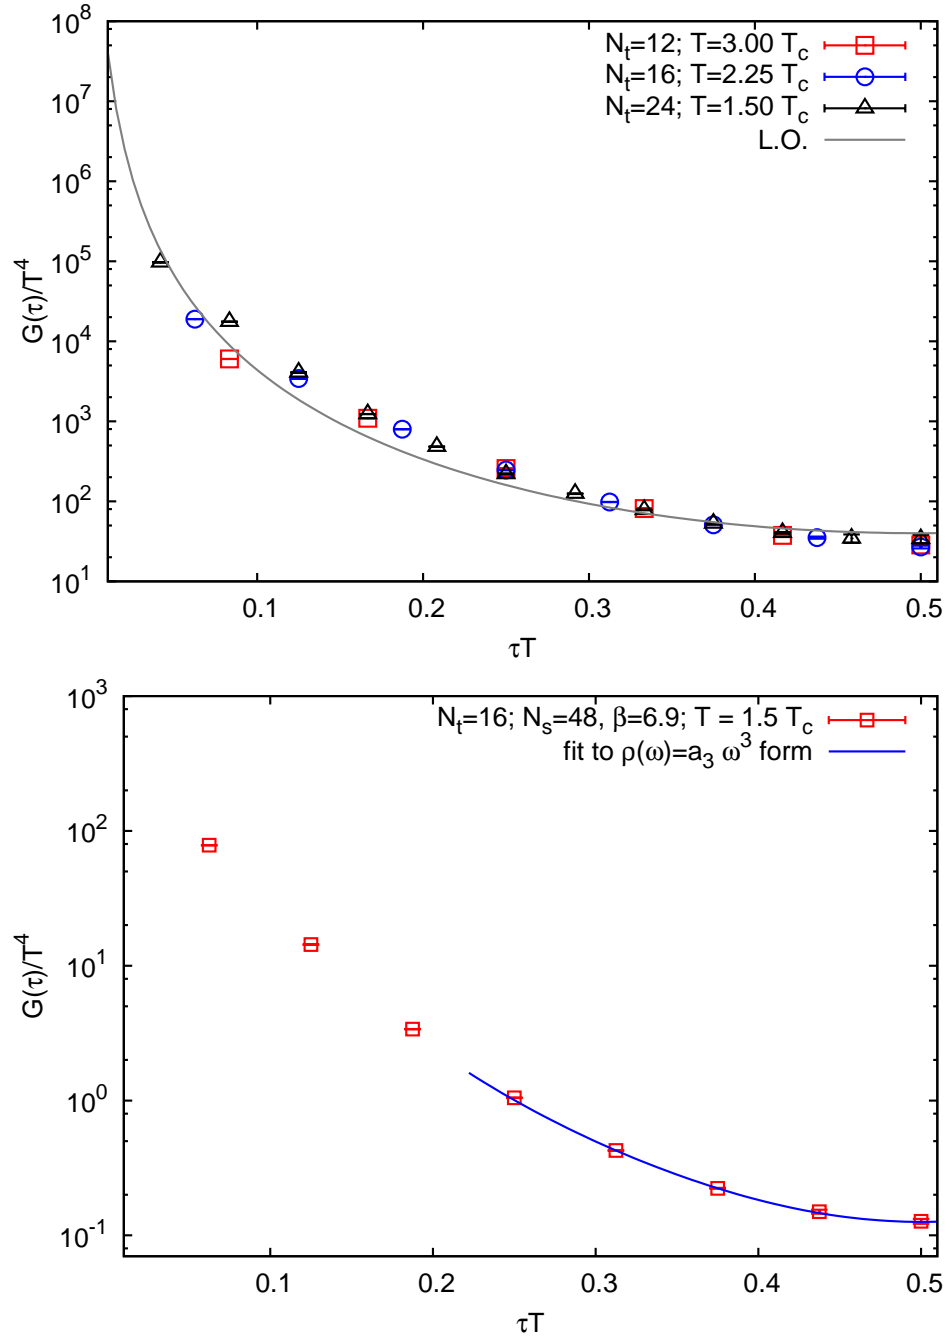 10^8
10^7
10^6
10^5
10^4
10^3
10^2
10^1
G(τ)/T^4
N_t=12; T=3.00 T_c
N_t=16; T=2.25 T_c
N_t=24; T=1.50 T_c
L.O.
0.1 0.2 0.3 0.4 0.5
τT
10^3
10^2
10^1
10^0
10^-1
G(τ)/T^4
N_t=16; N_s=48, β=6.9; T = 1.5 T_c
fit to ρ(ω)=a_3 ω^3 form
0.1 0.2 0.3 0.4 0.5
τT